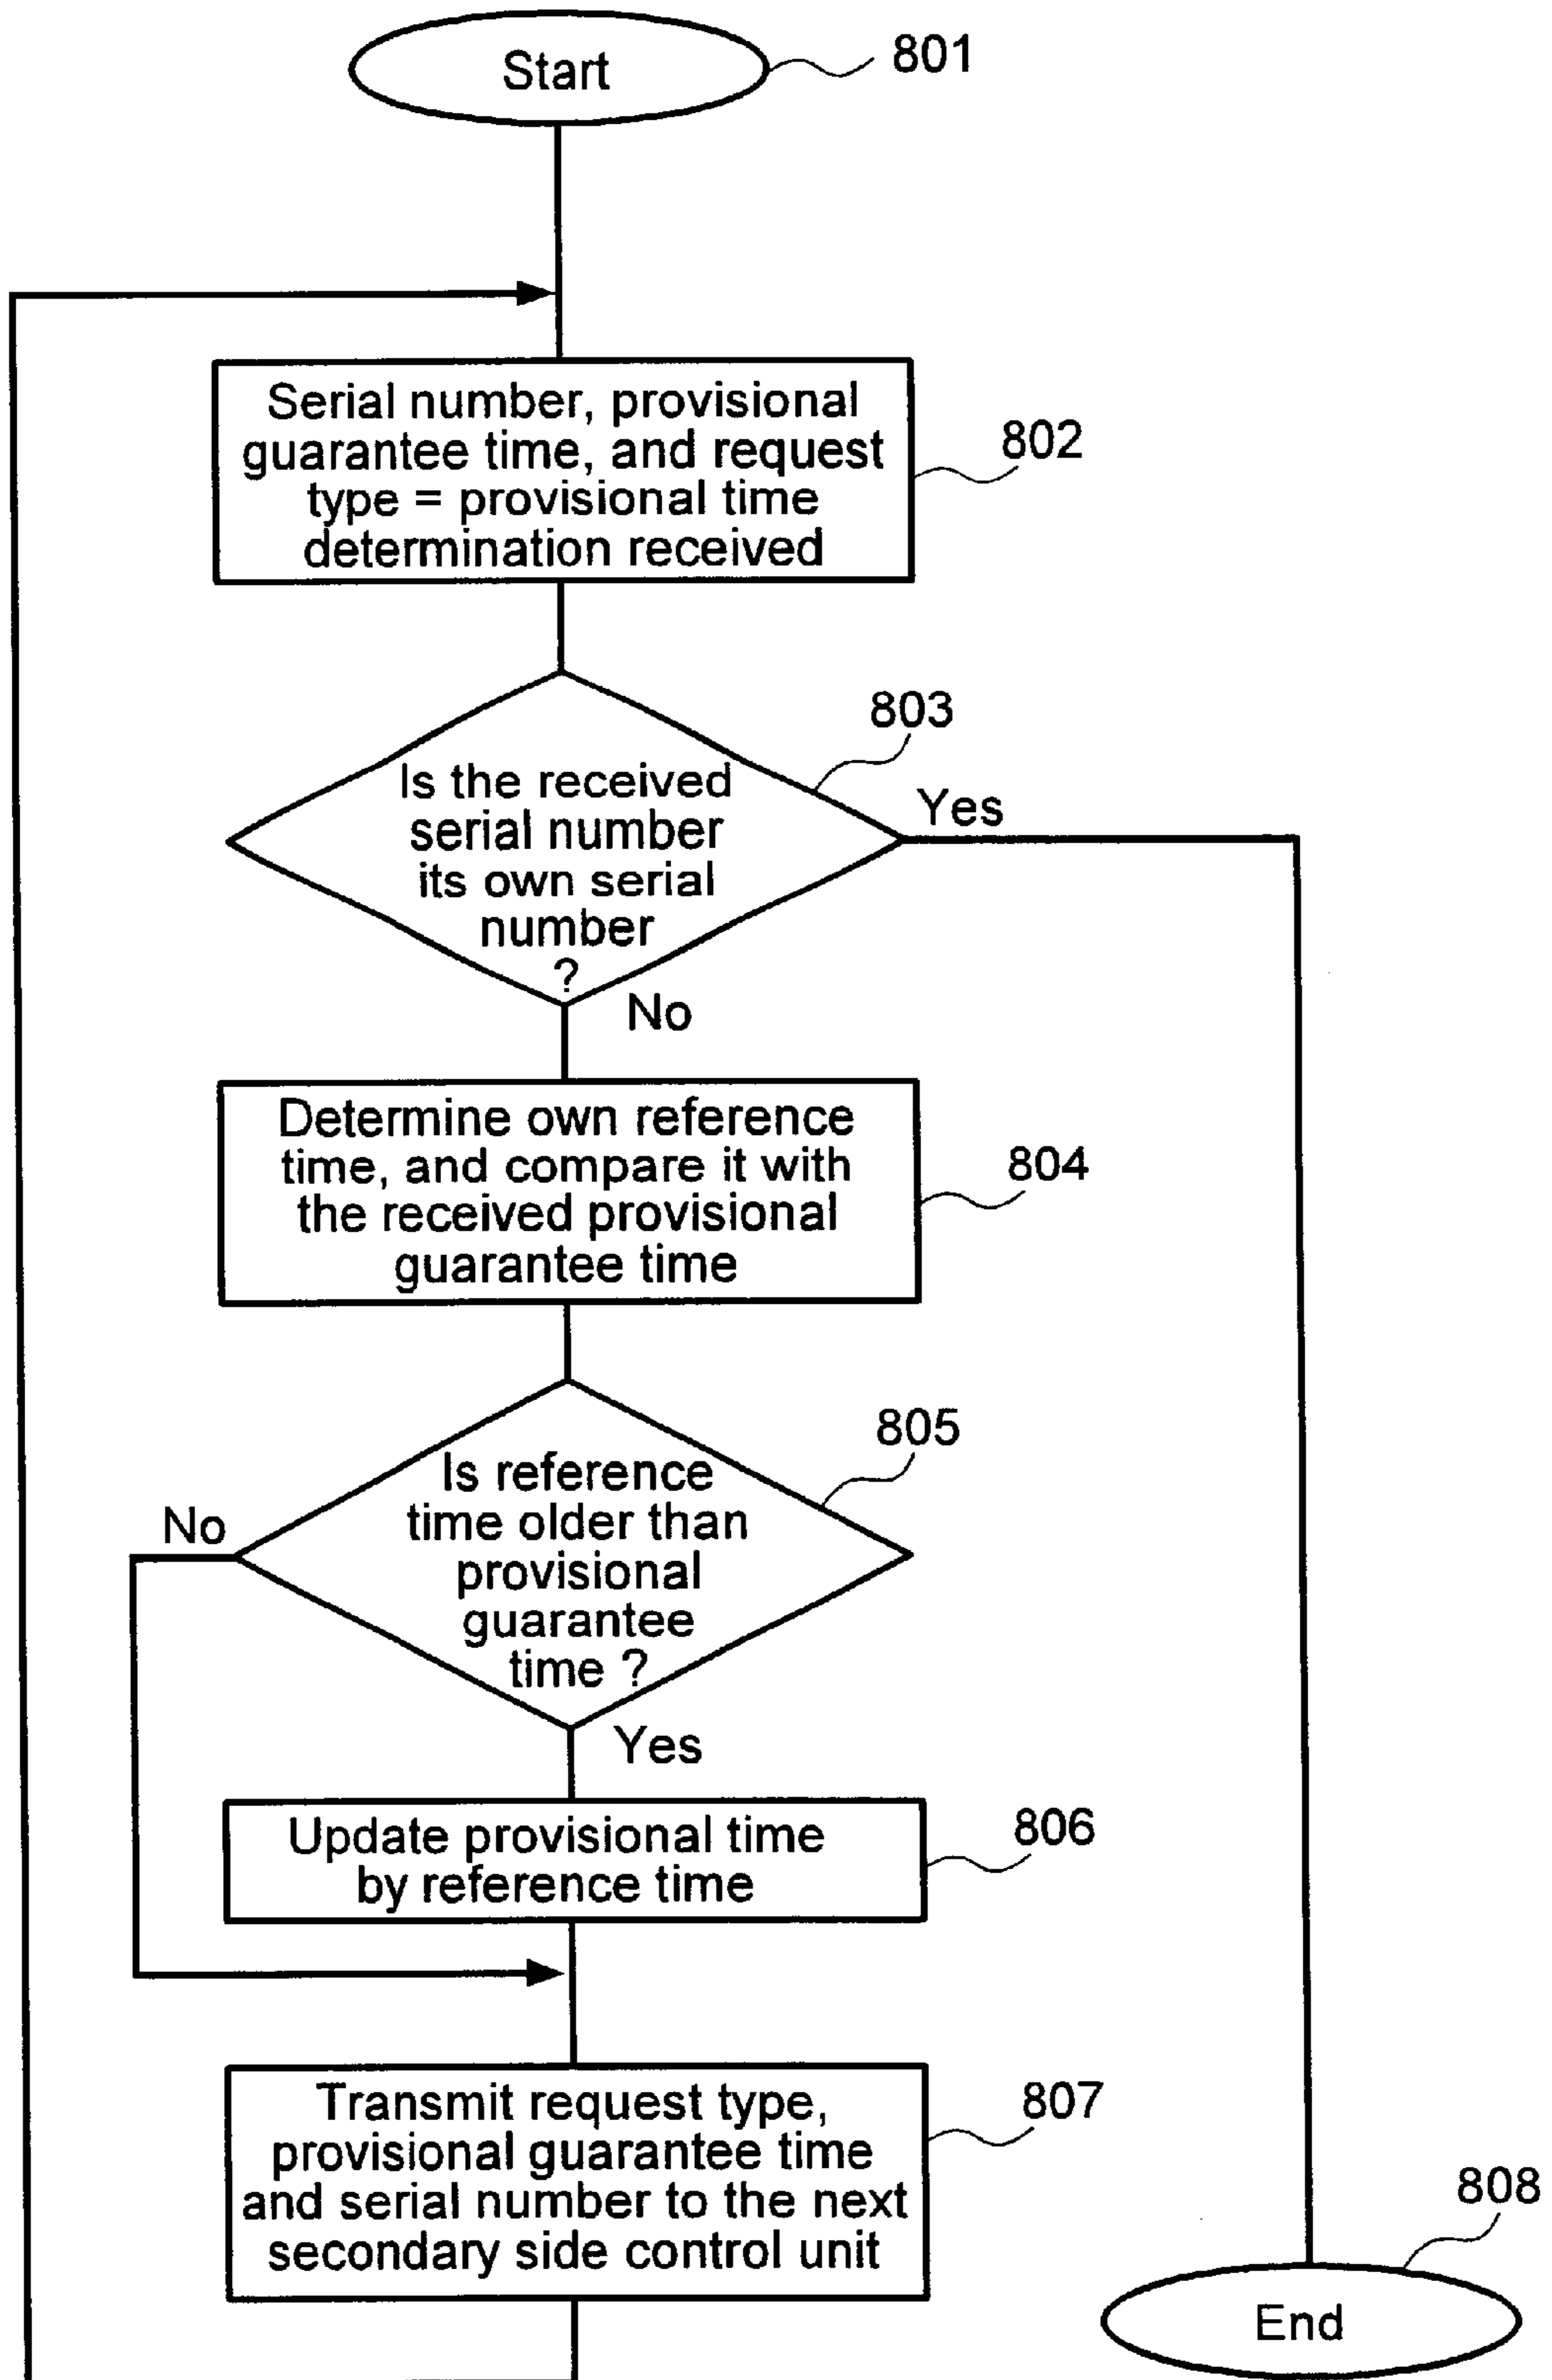 Start
801
Serial number, provisional
guarantee time, and request
type = provisional time
determination received
802
803
Is the received
serial number
its own serial
number
?
Yes
No
Determine own reference
time, and compare it with
the received provisional
guarantee time
804
805
Is reference
time older than
provisional
guarantee
time ?
No
Yes
Update provisional time
by reference time
806
Transmit request type,
provisional guarantee time
and serial number to the next
secondary side control unit
807
808
End